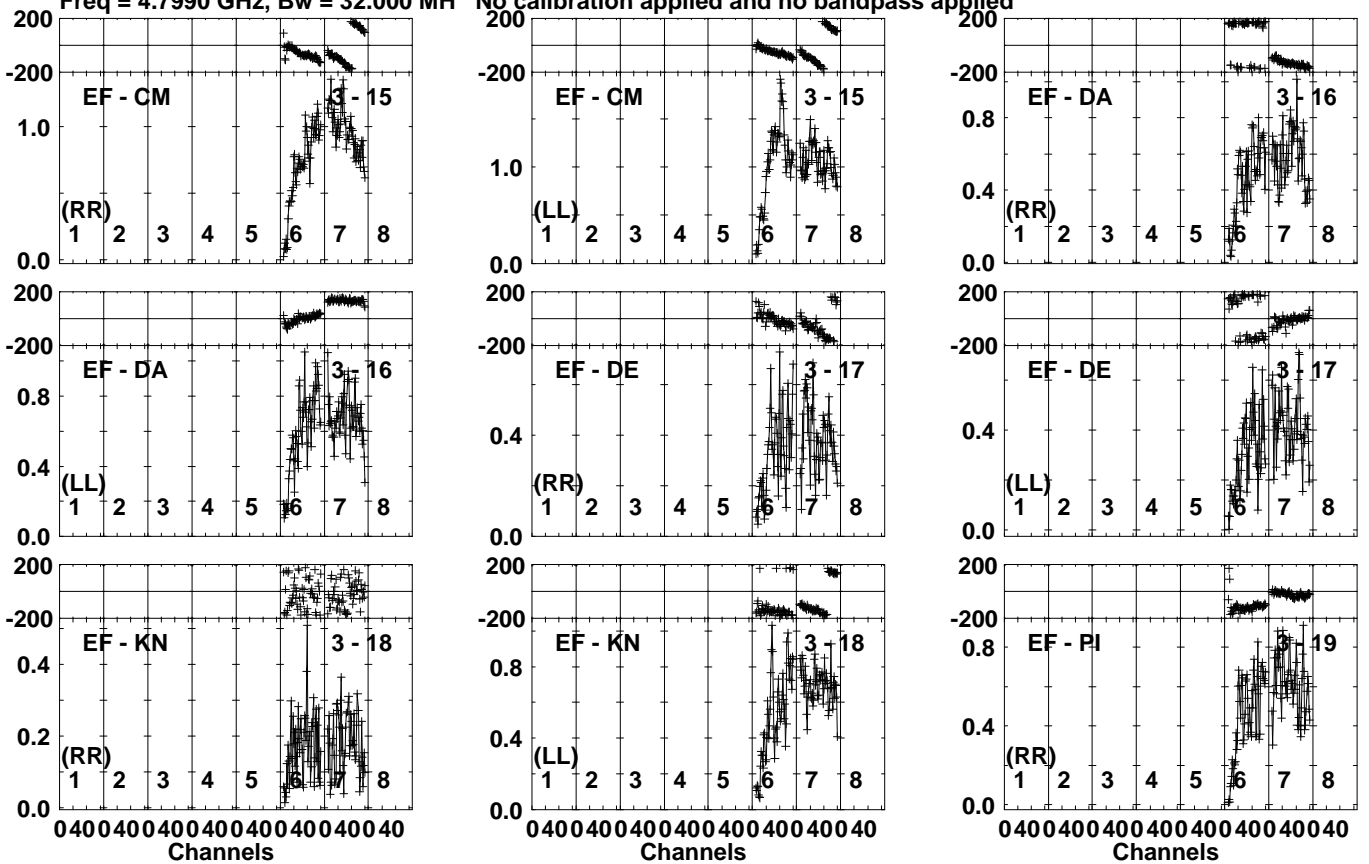 Freq = 4.7990 GHz, Bw = 32.000 MH No calibration applied and no bandpass applied
200 200 200
-200 -200 -200
EF - CM 3 - 15 EF - CM 3 - 15 EF - DA 3 - 16
1.0 1.0 0.8
0.4
(RR) (LL) (RR)
1 2 3 4 5 6 7 8 1 2 3 4 5 6 7 8 1 2 3 4 5 6 7 8
0.0 0.0 0.0
200 200 200
-200 -200 -200
EF - DA 3 - 16 EF - DE 3 - 17 EF - DE 3 - 17
0.8
0.4 0.4 0.4
(LL) (RR) (LL)
1 2 3 4 5 6 7 8 1 2 3 4 5 6 7 8 1 2 3 4 5 6 7 8
0.0 0.0 0.0
200 200 200
-200 -200 -200
EF - KN 3 - 18 EF - KN 3 - 18 EF - PI 3 - 19
0.4 0.8 0.8
0.2 0.4 0.4
(RR) (LL) (RR)
1 2 3 4 5 6 7 8 1 2 3 4 5 6 7 8 1 2 3 4 5 6 7 8
0.0 0.0 0.0
0 40 0 40 0 40 0 40 0 40 0 40 0 40 0 40 0 40 0 40 0 40 0 40 0 40 0 40 0 40 0 40 0 40 0 40 0 40 0 40 0 40 0 40 0 40 0 40
Channels Channels Channels